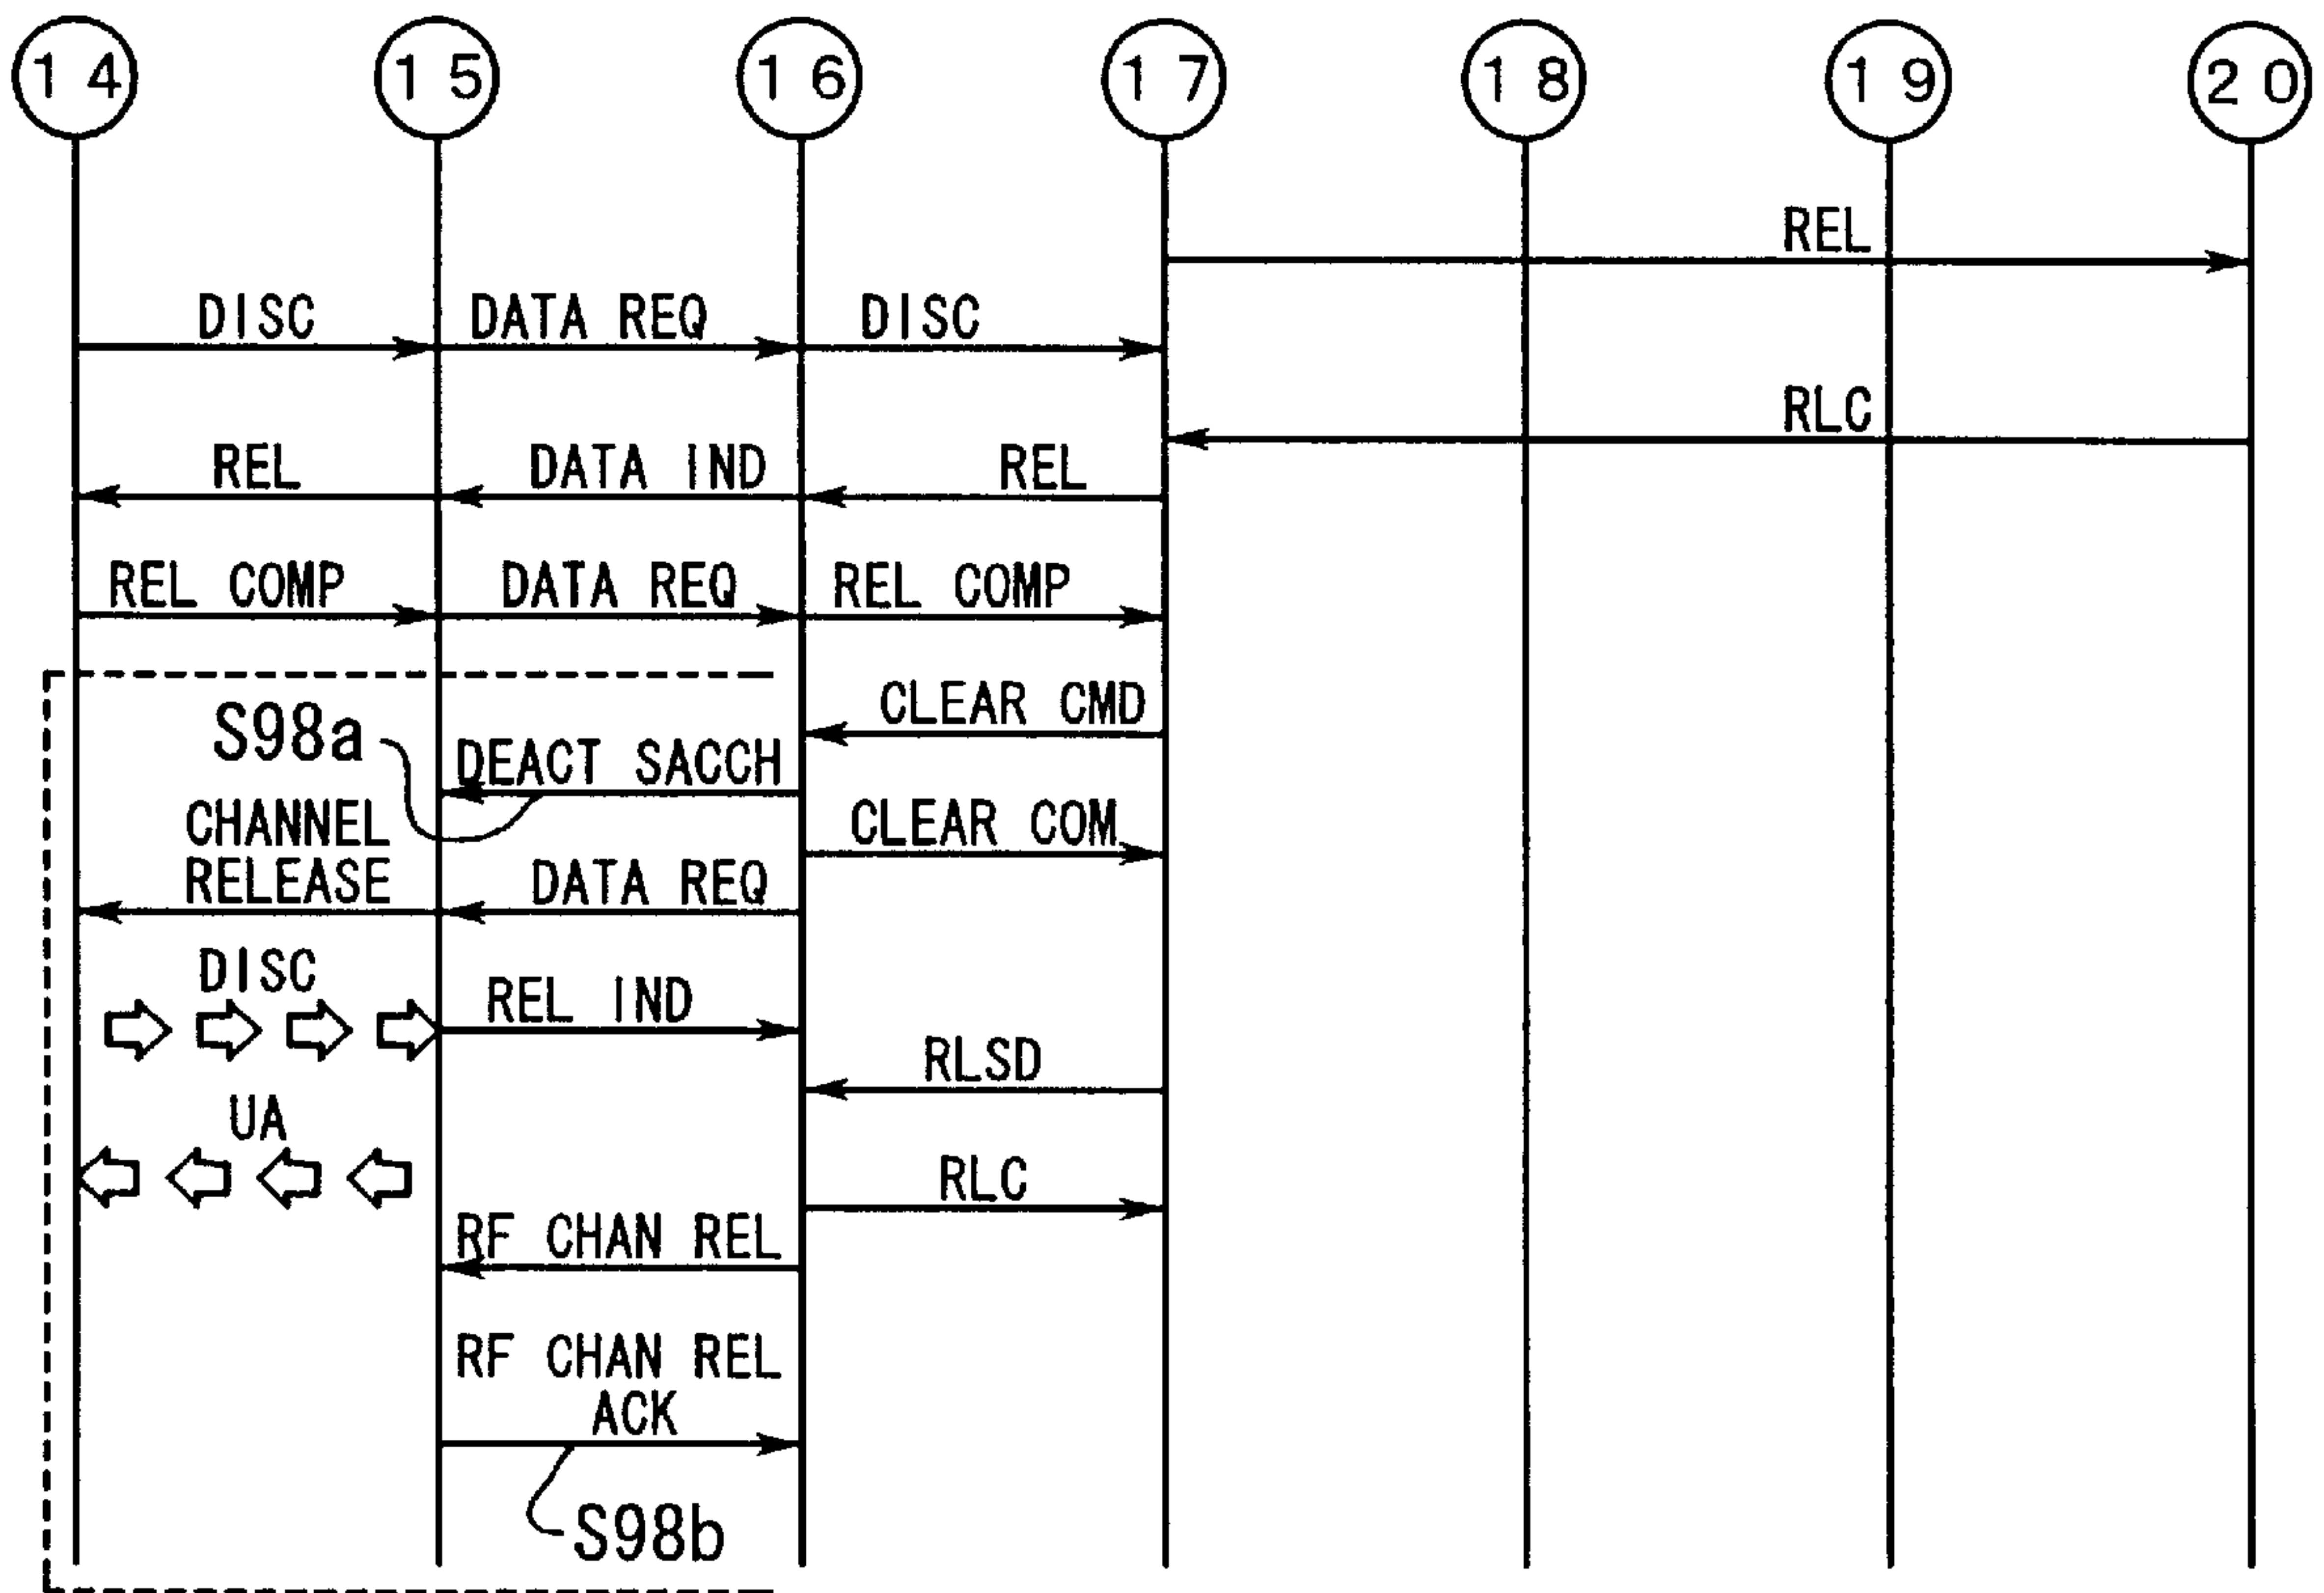 14 15 16 17 18 19 20
REL
DISC DATA REQ DISC
RLC
REL DATA IND REL
REL COMP DATA REQ REL COMP
CLEAR CMD
S98a
DEACT SACCH
CHANNEL
RELEASE
CLEAR COM
DATA REQ
DISC
REL IND
RLSD
UA
RLC
RF CHAN REL
RF CHAN REL
ACK
S98b